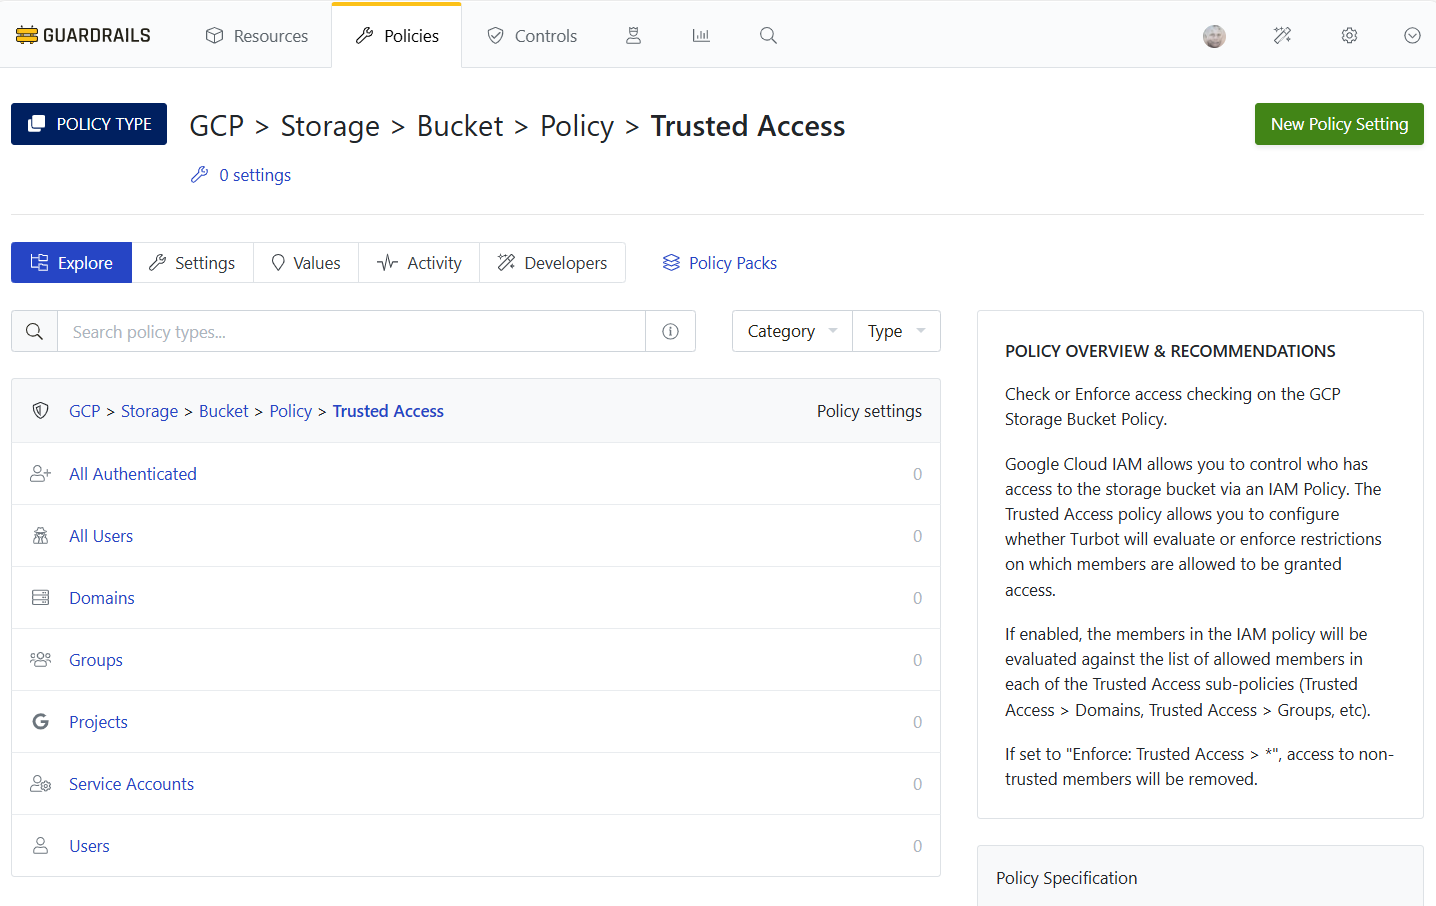 GUARDRAILS
Resources
Policies
Controls
POLICY TYPE
GCP > Storage > Bucket > Policy > Trusted Access
New Policy Setting
0 settings
Explore
Settings
Values
Activity
Developers
Policy Packs
Search policy types...
Category
Type
GCP > Storage > Bucket > Policy > Trusted Access
Policy settings
All Authenticated
0
All Users
0
Domains
0
Groups
0
Projects
0
Service Accounts
0
Users
0
POLICY OVERVIEW & RECOMMENDATIONS
Check or Enforce access checking on the GCP
Storage Bucket Policy.
Google Cloud IAM allows you to control who has
access to the storage bucket via an IAM Policy. The
Trusted Access policy allows you to configure
whether Turbot will evaluate or enforce restrictions
on which members are allowed to be granted
access.
If enabled, the members in the IAM policy will be
evaluated against the list of allowed members in
each of the Trusted Access sub-policies (Trusted
Access > Domains, Trusted Access > Groups, etc).
If set to "Enforce: Trusted Access > *", access to non-
trusted members will be removed.
Policy Specification